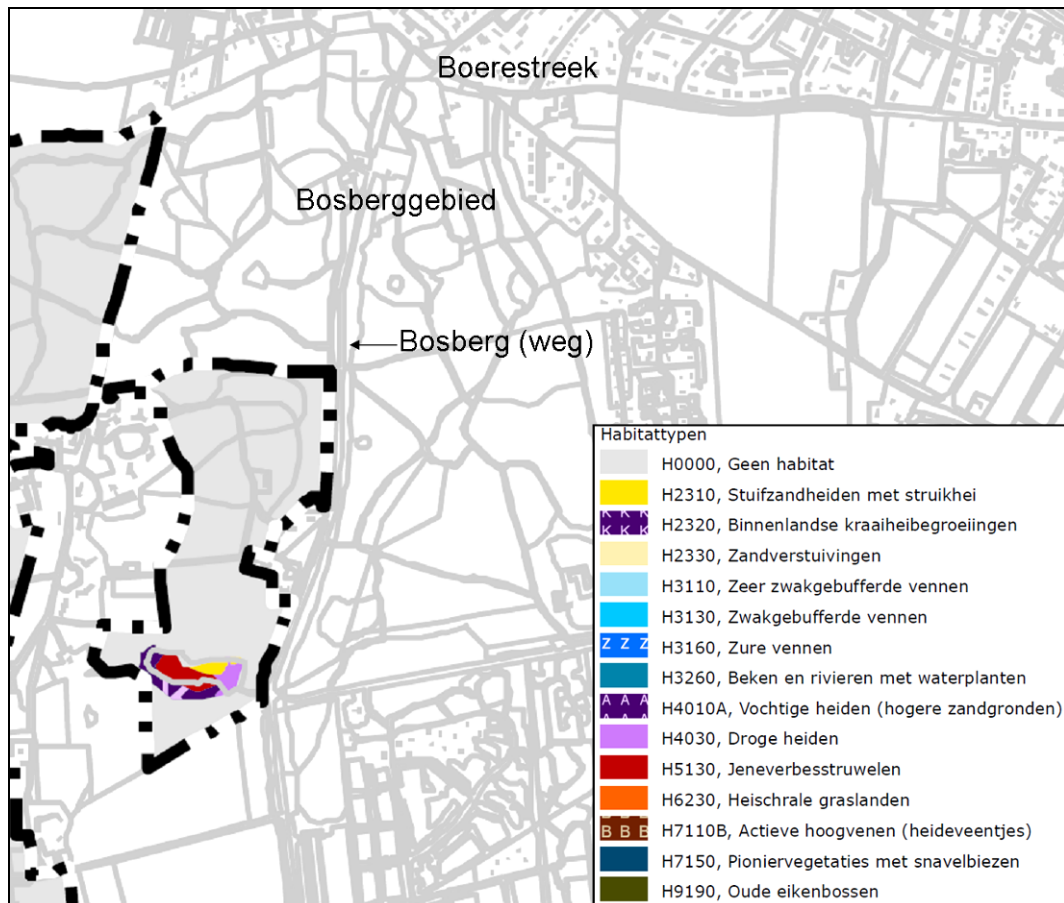 Boerestreek
Bosberggebied
Bosberg (weg)
Habitattypen
H0000, Geen habitat
H2310, Stuifzandheiden met struikhei
K K K
K K K
H2320, Binnenlandse kraaiheibegroeiingen
H2330, Zandverstuivingen
H3110, Zeer zwakgebufferde vennen
H3130, Zwakgebufferde vennen
Z Z Z
H3160, Zure vennen
H3260, Beken en rivieren met waterplanten
A A A
A A A
H4010A, Vochtige heiden (hogere zandgronden)
H4030, Droge heiden
H5130, Jeneverbesstruwelen
H6230, Heischrale graslanden
B B B
H7110B, Actieve hoogvenen (heideveentjes)
H7150, Pioniervegetaties met snavelbiezen
H9190, Oude eikenbossen